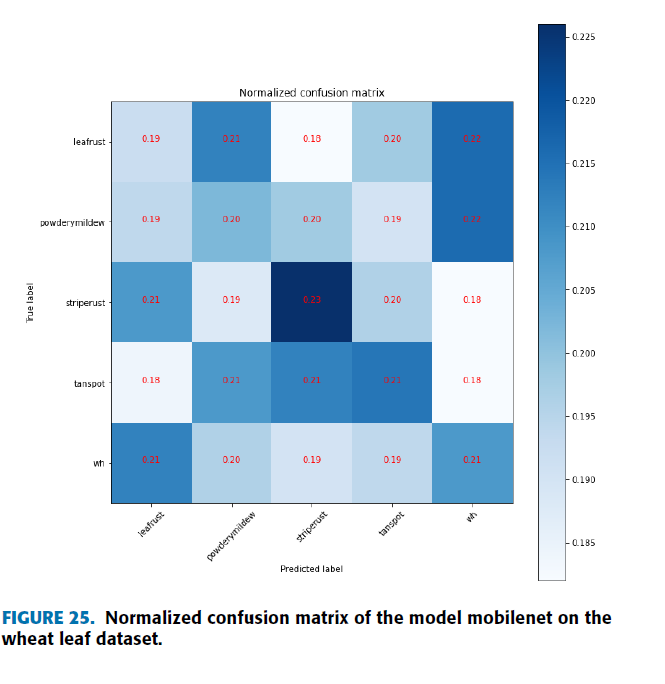 Normalized confusion matrix
0.225
0.220
0.215
0.210
0.205
0.200
0.195
0.190
0.185
True label
leafrust 0.19 0.21 0.18 0.20
powderymildew 0.19 0.20 0.20 0.19 0.22
striperust 0.21 0.19 0.23 0.20 0.18
tanspot 0.18 0.21 0.21 0.21 0.18
wh 0.21 0.20 0.19 0.19 0.21
leafrust powderymildew striperust tanspot wh
Predicted label
FIGURE 25. Normalized confusion matrix of the model mobilenet on the
wheat leaf dataset.